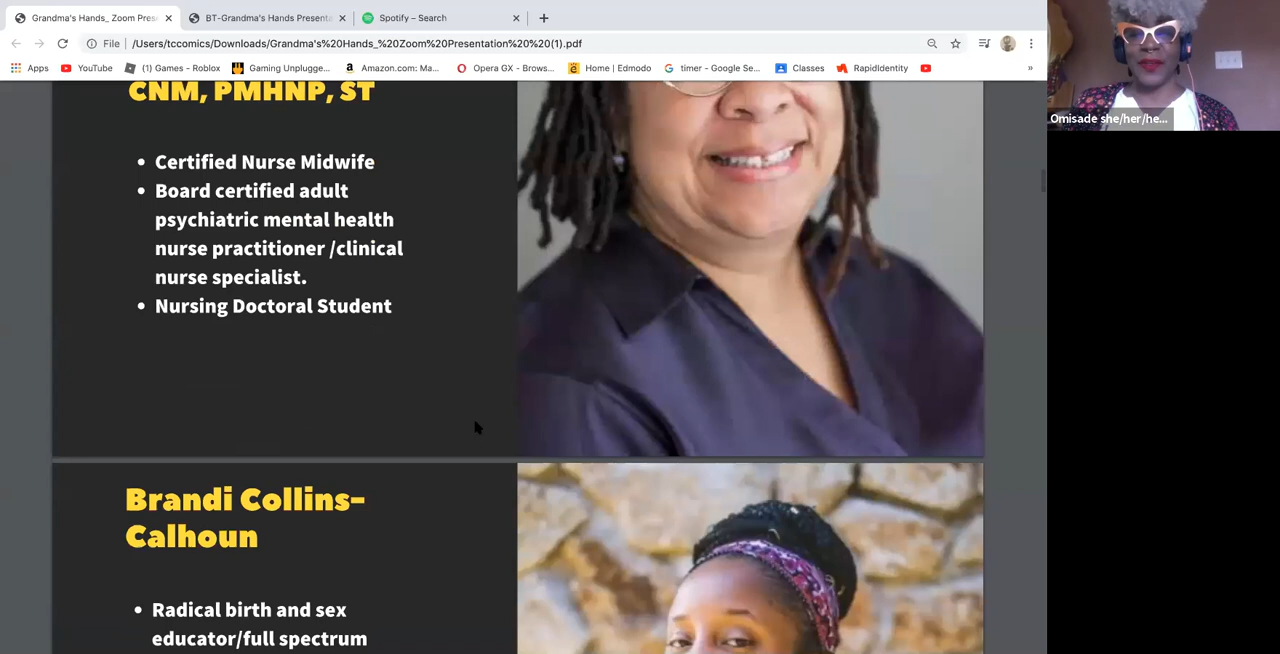 Grandma's Hands_ Zoom Prese
BT-Grandma's Hands Presenta
Spotify – Search
File
/Users/tccomics/Downloads/Grandma's%20Hands_%20Zoom%20Presentation%20%20(1).pdf
Apps
YouTube
(1) Games - Roblox
Gaming Unplugge...
Amazon.com: Ma...
Opera GX - Brows...
Home | Edmodo
timer - Google Se...
Classes
RapidIdentity
»
Omisade she/her/he...
CNM, PMHNP, ST
• Certified Nurse Midwife
• Board certified adult
psychiatric mental health
nurse practitioner /clinical
nurse specialist.
• Nursing Doctoral Student
Brandi Collins-
Calhoun
• Radical birth and sex
educator/full spectrum